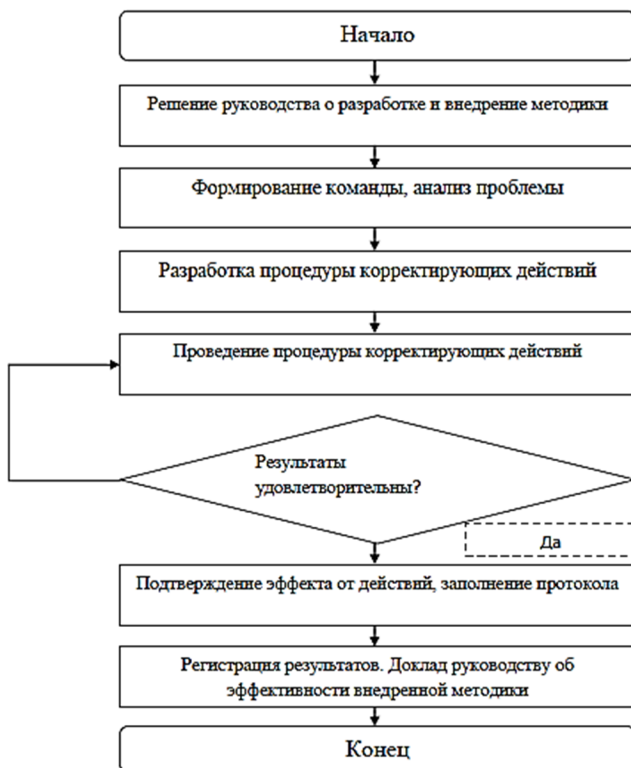 Начало
Решение руководства о разработке и внедрение методики
Формирование команды, анализ проблемы
Разработка процедуры корректирующих действий
Проведение процедуры корректирующих действий
Результаты
удовлетворительны?
Да
Подтверждение эффекта от действий, заполнение протокола
Регистрация результатов. Доклад руководству об
эффективности внедренной методики
Конец